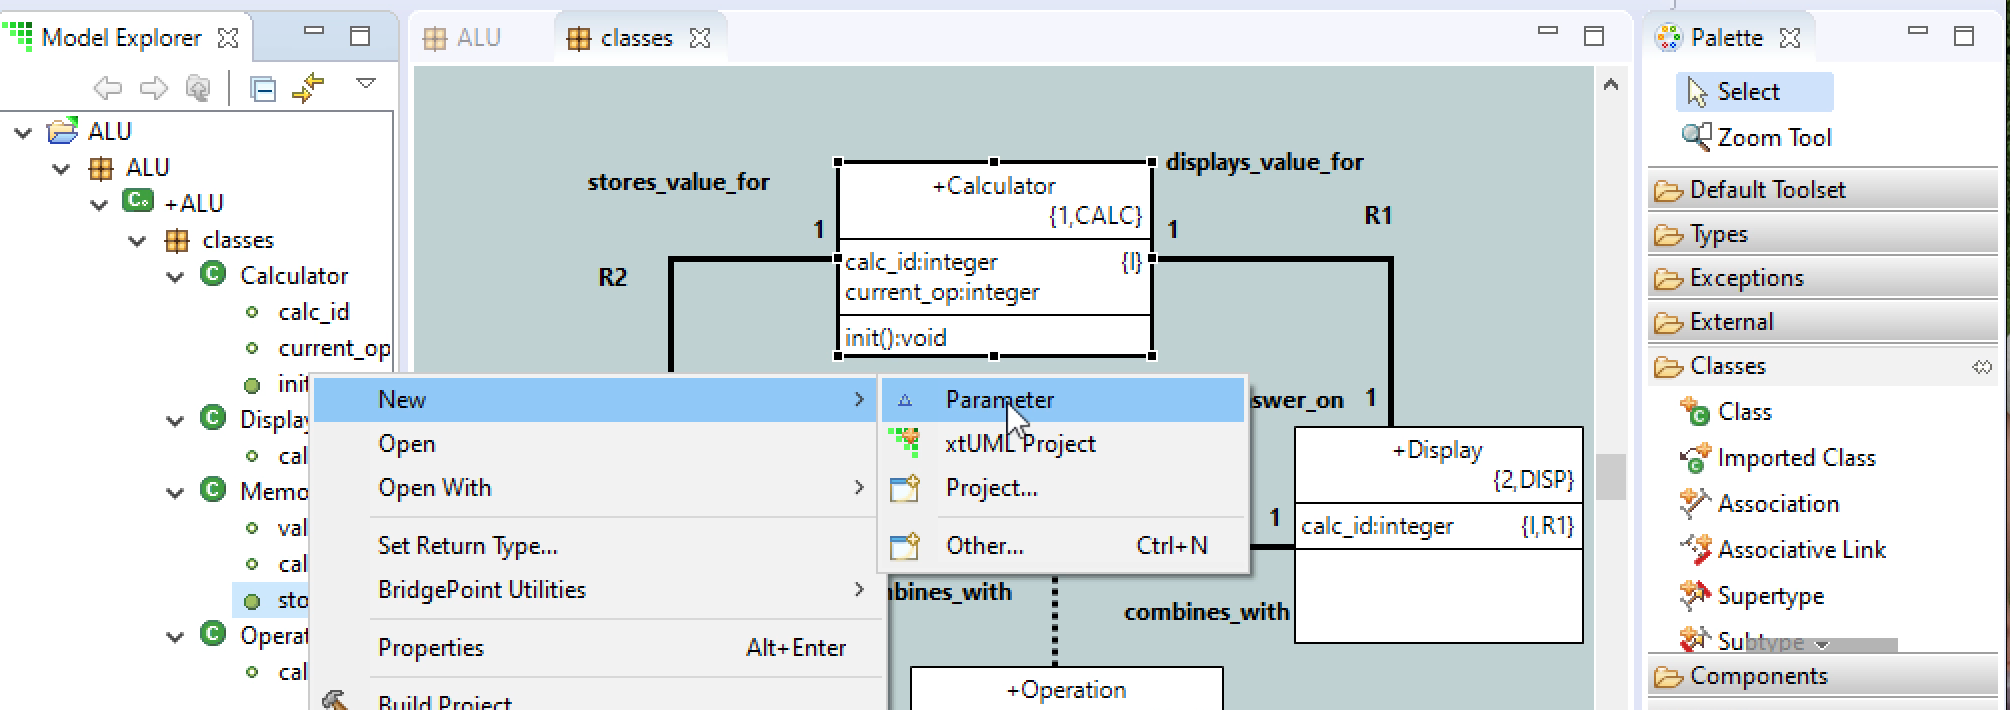 Model Explorer
ALU
classes
Palette
ALU
ALU
+ALU
classes
Calculator
calc_id
current_op
init
Display
cal
Memo
val
cal
sto
Operat
cal
stores_value_for
displays_value_for
+Calculator
{1,CALC}
1
1
R1
R2
calc_id:integer {I}
current_op:integer
init():void
New
Open
Open With
Set Return Type...
BridgePoint Utilities
Properties Alt+Enter
Build Project
Parameter
xtUML Project
Project...
Other... Ctrl+N
swer_on
1
+Display
{2,DISP}
1
calc_id:integer {I,R1}
bines_with
combines_with
+Operation
Select
Zoom Tool
Default Toolset
Types
Exceptions
External
Classes
Class
Imported Class
Association
Associative Link
Supertype
Subtype
Components